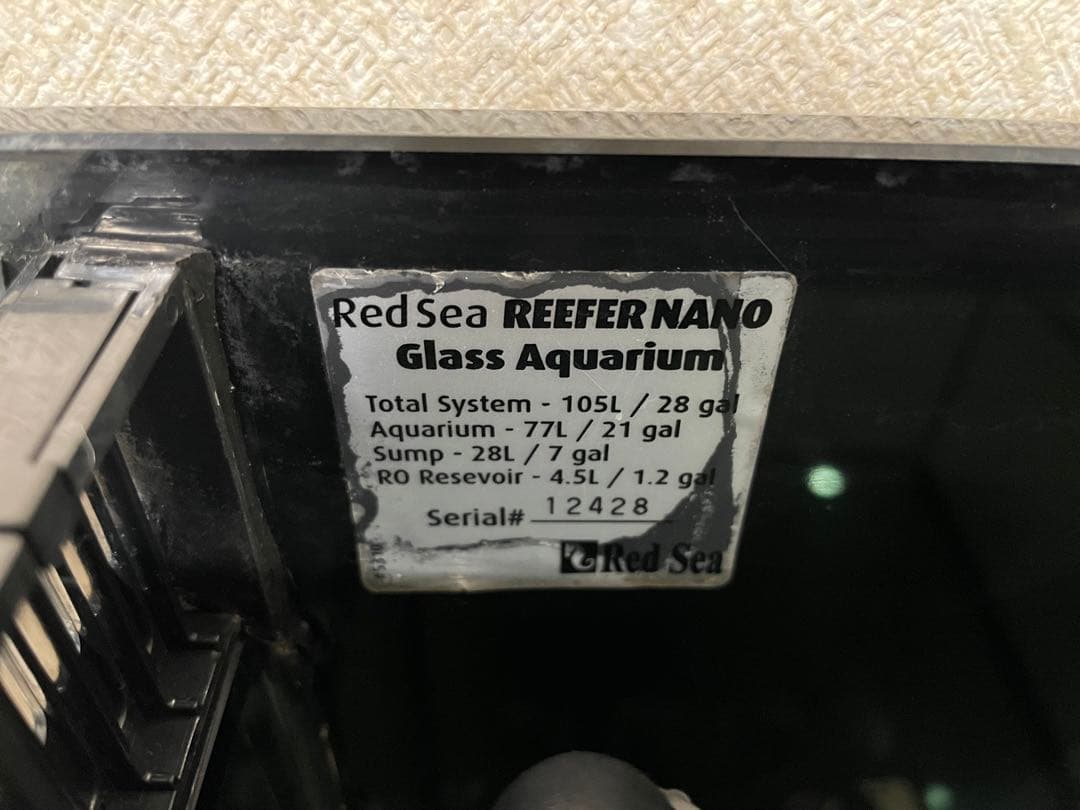 Red Sea REEFER NANO
Glass Aquarium
Total System - 105L / 28 gal
Aquarium - 77L / 21 gal
Sump - 28L / 7 gal
RO Resevoir - 4.5L / 1.2 gal
Serial# 12428
Red Sea